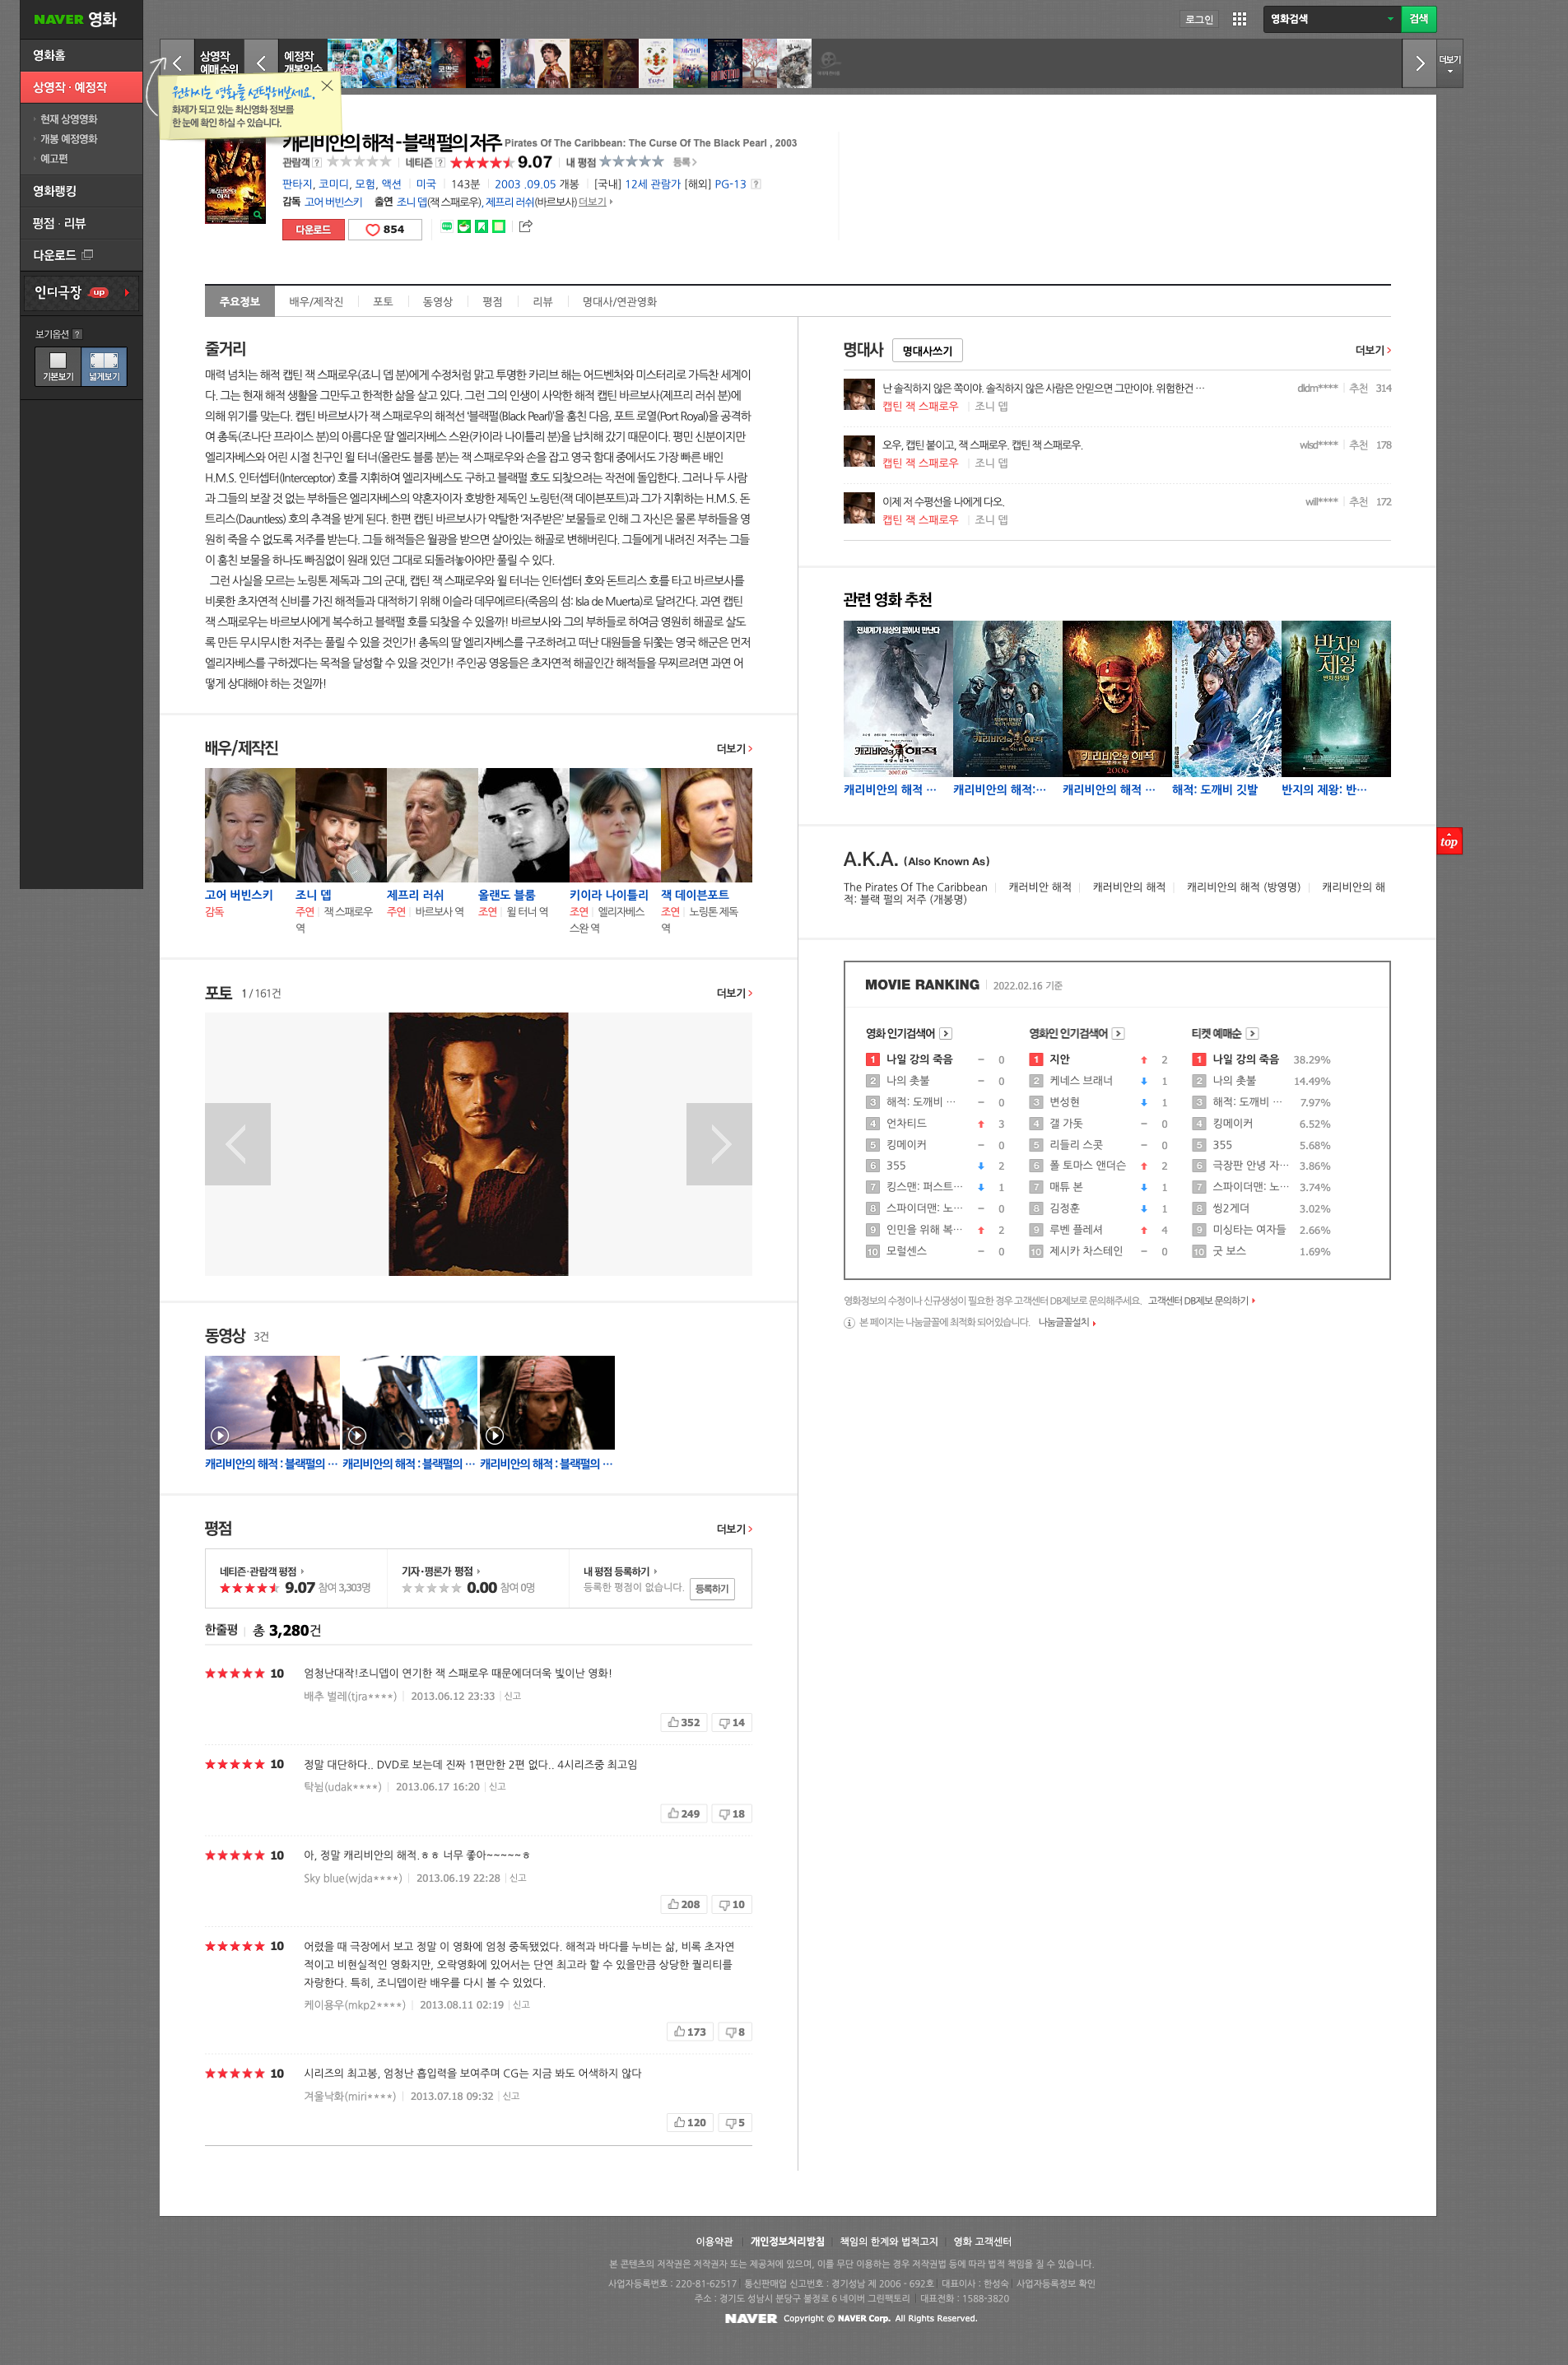 NAVER 영화
영화홈
상영작 · 예정작
현재 상영영화
개봉 예정영화
예고편
영화랭킹
평점 · 리뷰
다운로드
인디극장 up
보기옵션 ?
기본보기 넓게보기
로그인
영화검색 검색
상영작 예매순위
예정작 개봉일순
더보기
원하시는 영화를 선택해보세요.
화제가 되고 있는 최신영화 정보를
한 눈에 확인 하실 수 있습니다.
캐리비안의 해적 - 블랙 펄의 저주 Pirates Of The Caribbean: The Curse Of The Black Pearl , 2003
관람객 ? 네티즌 ? 9.07 내 평점 등록
판타지, 코미디, 모험, 액션 미국 143분 2003 .09.05 개봉 [국내] 12세 관람가 [해외] PG-13 ?
감독 고어 버빈스키 출연 조니 뎁(잭 스패로우), 제프리 러쉬(바르보사) 더보기
다운로드 854
주요정보 배우/제작진 포토 동영상 평점 리뷰 명대사/연관영화
줄거리
매력 넘치는 해적 캡틴 잭 스패로우(죠니 뎁 분)에게 수정처럼 맑고 투명한 카리브 해는 어드벤처와 미스터리로 가득찬 세계이
다. 그는 현재 해적 생활을 그만두고 한적한 삶을 살고 있다. 그런 그의 인생이 사악한 해적 캡틴 바르보사(제프리 러쉬 분)에
의해 위기를 맞는다. 캡틴 바르보사가 잭 스패로우의 해적선 '블랙펄(Black Pearl)'을 훔친 다음, 포트 로열(Port Royal)을 공격하
여 총독(조나단 프라이스 분)의 아름다운 딸 엘리자베스 스완(카이라 나이틀리 분)을 납치해 갔기 때문이다. 평민 신분이지만
엘리자베스와 어린 시절 친구인 윌 터너(올란도 블룸 분)는 잭 스패로우와 손을 잡고 영국 함대 중에서도 가장 빠른 배인
H.M.S. 인터셉터(Interceptor) 호를 지휘하여 엘리자베스도 구하고 블랙펄 호도 되찾으려는 작전에 돌입한다. 그러나 두 사람
과 그들의 보잘 것 없는 부하들은 엘리자베스의 약혼자이자 호방한 제독인 노링턴(잭 데이븐포트)과 그가 지휘하는 H.M.S. 돈
트리스(Dauntless) 호의 추격을 받게 된다. 한편 캡틴 바르보사가 약탈한 '저주받은' 보물들로 인해 그 자신은 물론 부하들을 영
원히 죽을 수 없도록 저주를 받는다. 그들 해적들은 월광을 받으면 살아있는 해골로 변해버린다. 그들에게 내려진 저주는 그들
이 훔친 보물을 하나도 빠짐없이 원래 있던 그대로 되돌려놓아야만 풀릴 수 있다.
그런 사실을 모르는 노링톤 제독과 그의 군대, 캡틴 잭 스패로우와 윌 터너는 인터셉터 호와 돈트리스 호를 타고 바르보사를
비롯한 초자연적 신비를 가진 해적들과 대적하기 위해 이슬라 데무에르타(죽음의 섬: Isla de Muerta)로 달려간다. 과연 캡틴
잭 스패로우는 바르보사에게 복수하고 블랙펄 호를 되찾을 수 있을까! 바르보사와 그의 부하들로 하여금 영원히 해골로 살도
록 만든 무시무시한 저주는 풀릴 수 있을 것인가! 총독의 딸 엘리자베스를 구조하려고 떠난 대원들을 뒤쫓는 영국 해군은 먼저
엘리자베스를 구하겠다는 목적을 달성할 수 있을 것인가! 주인공 영웅들은 초자연적 해골인간 해적들을 무찌르려면 과연 어
떻게 상대해야 하는 것일까!
배우/제작진 더보기
고어 버빈스키 조니 뎁 제프리 러쉬 올랜도 블룸 키이라 나이틀리 잭 데이븐포트
감독 주연 잭 스패로우 역 주연 바르보사 역 조연 윌 터너 역 조연 엘리자베스 스완 역 조연 노링톤 제독 역
포토 1 / 161건 더보기
동영상 3건
캐리비안의 해적 : 블랙펄의 … 캐리비안의 해적 : 블랙펄의 … 캐리비안의 해적 : 블랙펄의 …
평점 더보기
네티즌·관람객 평점 기자·평론가 평점 내 평점 등록하기
9.07 참여 3,303명 0.00 참여 0명 등록한 평점이 없습니다. 등록하기
한줄평 총 3,280건
10 엄청난대작!조니뎁이 연기한 잭 스패로우 때문에더더욱 빛이난 영화!
배추 벌레(tjra****) 2013.06.12 23:33 신고
352 14
10 정말 대단하다.. DVD로 보는데 진짜 1편만한 2편 없다.. 4시리즈중 최고임
탁뇜(udak****) 2013.06.17 16:20 신고
249 18
10 아, 정말 캐리비안의 해적.ㅎㅎ 너무 좋아~~~~~ㅎ
Sky blue(wjda****) 2013.06.19 22:28 신고
208 10
10 어렸을 때 극장에서 보고 정말 이 영화에 엄청 중독됐었다. 해적과 바다를 누비는 삶, 비록 초자연
적이고 비현실적인 영화지만, 오락영화에 있어서는 단연 최고라 할 수 있을만큼 상당한 퀄리티를
자랑한다. 특히, 조니뎁이란 배우를 다시 볼 수 있었다.
케이용우(mkp2****) 2013.08.11 02:19 신고
173 8
10 시리즈의 최고봉, 엄청난 흡입력을 보여주며 CG는 지금 봐도 어색하지 않다
겨울낙화(miri****) 2013.07.18 09:32 신고
120 5
명대사 명대사쓰기 더보기
난 솔직하지 않은 쪽이야. 솔직하지 않은 사람은 안믿으면 그만이야. 위험한건 … dldm**** 추천 314
캡틴 잭 스패로우 조니 뎁
오우, 캡틴 붙이고, 잭 스패로우. 캡틴 잭 스패로우. wlsd**** 추천 178
캡틴 잭 스패로우 조니 뎁
이제 저 수평선을 나에게 다오. will**** 추천 172
캡틴 잭 스패로우 조니 뎁
관련 영화 추천
전세계가 세상의 끝에서 만난다
캐리비안의 해적
2007.05
캐리비안의 해적
캐리비안의 해적
2006
반지의 제왕
캐리비안의 해적 … 캐리비안의 해적:… 캐리비안의 해적 … 해적: 도깨비 깃발 반지의 제왕: 반…
top
A.K.A. (Also Known As)
The Pirates Of The Caribbean 캐러비안 해적 캐러비안의 해적 캐리비안의 해적 (방영명) 캐리비안의 해
적: 블랙 펄의 저주 (개봉명)
MOVIE RANKING 2022.02.16 기준
영화 인기검색어 영화인 인기검색어 티켓 예매순
1 나일 강의 죽음 0 1 지안 2 1 나일 강의 죽음 38.29%
2 나의 촛불 0 2 케네스 브래너 1 2 나의 촛불 14.49%
3 해적: 도깨비 … 0 3 변성현 1 3 해적: 도깨비 … 7.97%
4 언차티드 3 4 갤 가돗 0 4 킹메이커 6.52%
5 킹메이커 0 5 리들리 스콧 0 5 355 5.68%
6 355 2 6 폴 토마스 앤더슨 2 6 극장판 안녕 자… 3.86%
7 킹스맨: 퍼스트… 1 7 매튜 본 1 7 스파이더맨: 노… 3.74%
8 스파이더맨: 노… 0 8 김정훈 1 8 씽2게더 3.02%
9 인민을 위해 복… 2 9 루벤 플레셔 4 9 미싱타는 여자들 2.66%
10 모럴센스 0 10 제시카 차스테인 0 10 굿 보스 1.69%
영화정보의 수정이나 신규생성이 필요한 경우 고객센터 DB제보로 문의해주세요. 고객센터 DB제보 문의하기
본 페이지는 나눔글꼴에 최적화 되어있습니다. 나눔글꼴설치
이용약관 개인정보처리방침 책임의 한계와 법적고지 영화 고객센터
본 콘텐츠의 저작권은 저작권자 또는 제공처에 있으며, 이를 무단 이용하는 경우 저작권법 등에 따라 법적 책임을 질 수 있습니다.
사업자등록번호 : 220-81-62517 통신판매업 신고번호 : 경기성남 제 2006 - 692호 대표이사 : 한성숙 사업자등록정보 확인
주소 : 경기도 성남시 분당구 불정로 6 네이버 그린팩토리 대표전화 : 1588-3820
NAVER Copyright © NAVER Corp. All Rights Reserved.